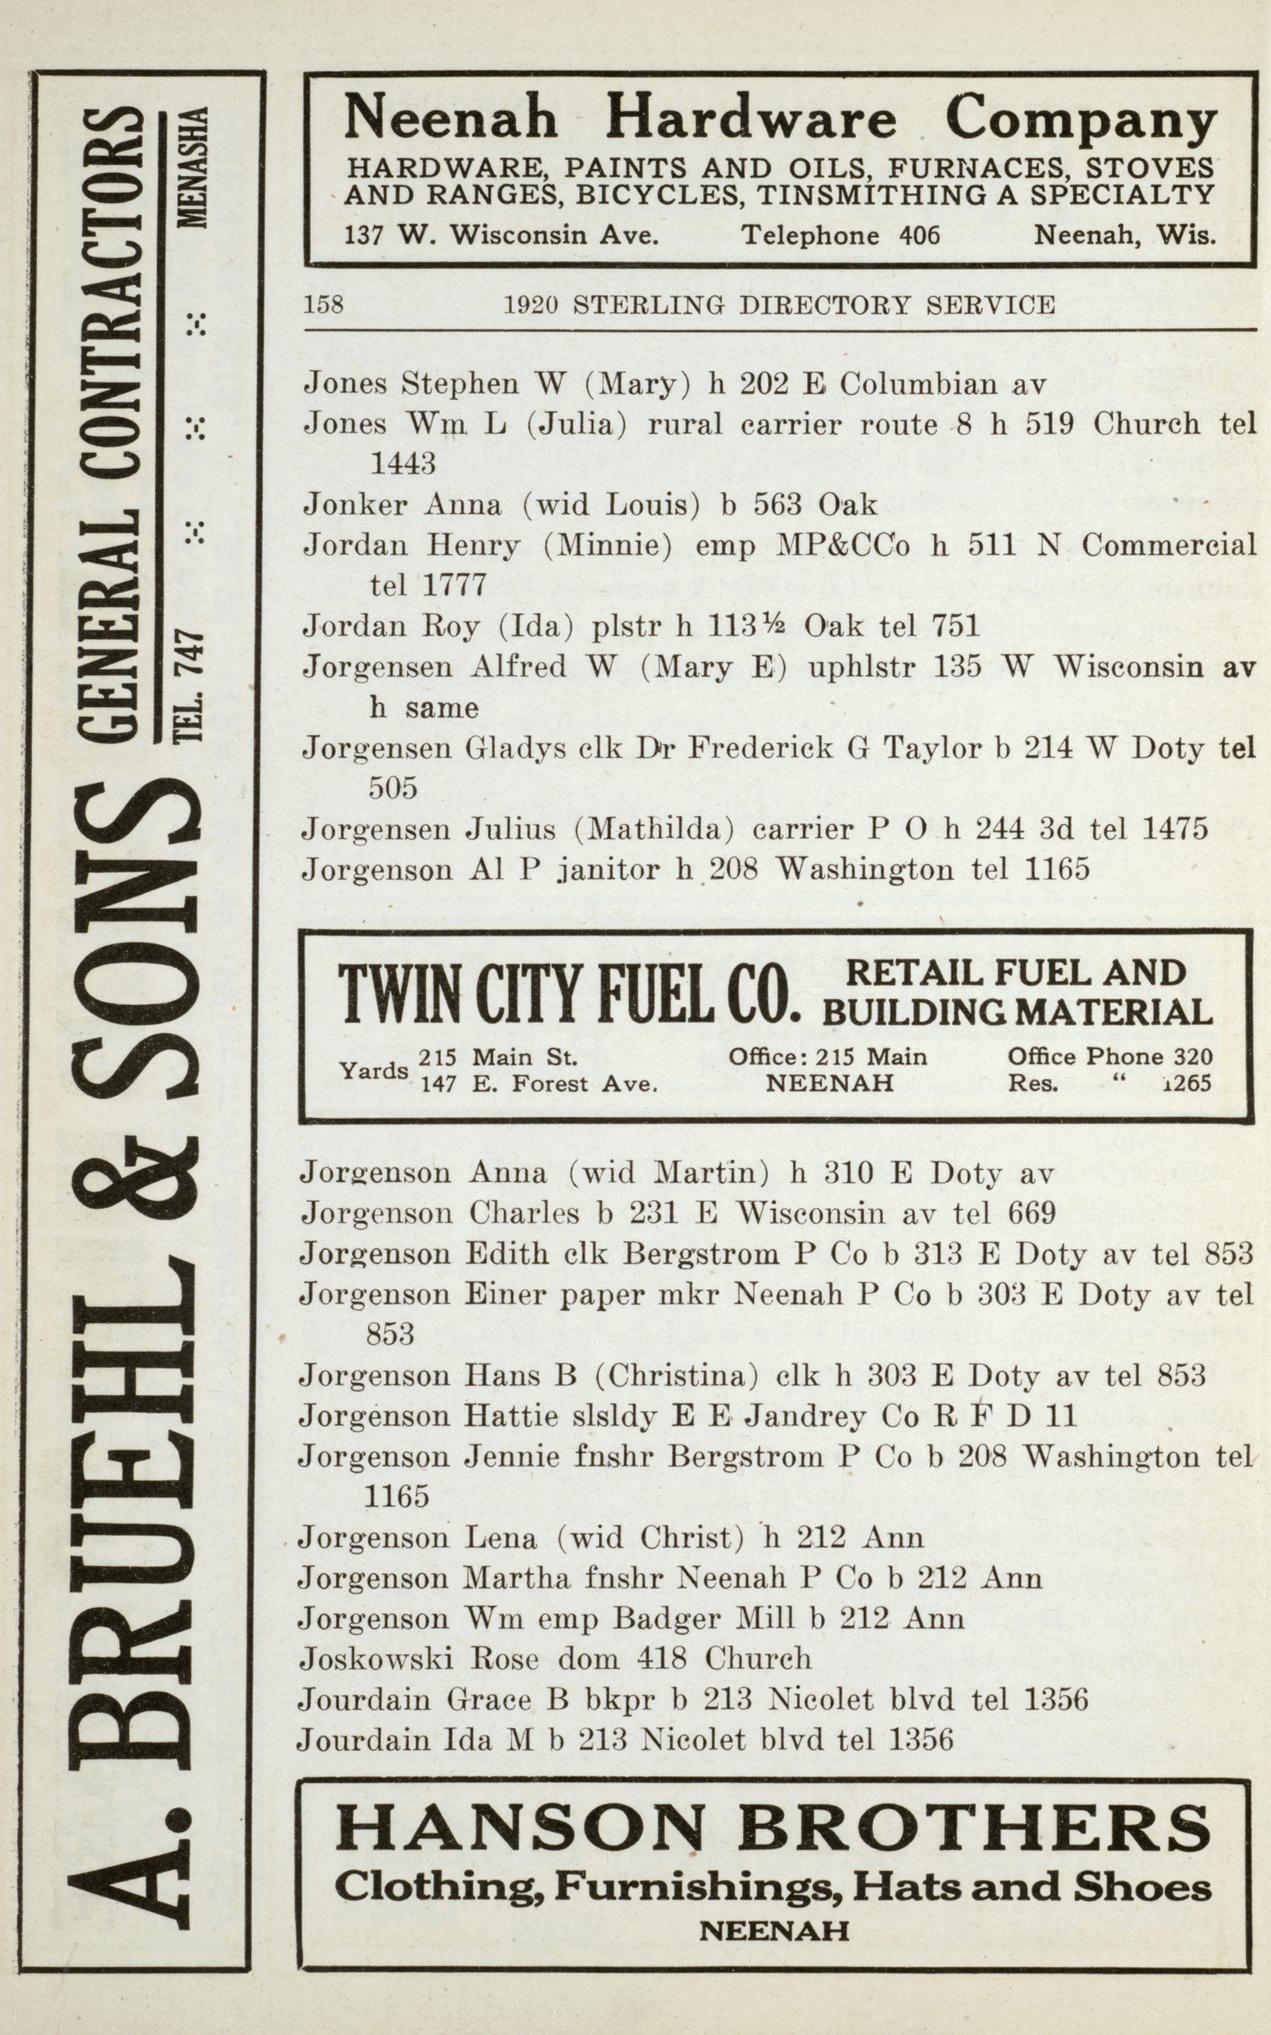 A. BRUEHL & SONS GENERAL CONTRACTORS
TEL. 747 MENASHA
Neenah Hardware Company
HARDWARE, PAINTS AND OILS, FURNACES, STOVES
AND RANGES, BICYCLES, TINSMITHING A SPECIALTY
137 W. Wisconsin Ave. Telephone 406 Neenah, Wis.
158 1920 STERLING DIRECTORY SERVICE
Jones Stephen W (Mary) h 202 E Columbian av
Jones Wm L (Julia) rural carrier route 8 h 519 Church tel
1443
Jonker Anna (wid Louis) b 563 Oak
Jordan Henry (Minnie) emp MP&CCo h 511 N Commercial
tel 1777
Jordan Roy (Ida) plstr h 113½ Oak tel 751
Jorgensen Alfred W (Mary E) uphlstr 135 W Wisconsin av
h same
Jorgensen Gladys clk Dr Frederick G Taylor b 214 W Doty tel
505
Jorgensen Julius (Mathilda) carrier P O h 244 3d tel 1475
Jorgenson Al P janitor h 208 Washington tel 1165
TWIN CITY FUEL CO. RETAIL FUEL AND
BUILDING MATERIAL
Yards 215 Main St. Office: 215 Main Office Phone 320
147 E. Forest Ave. NEENAH Res. " 1265
Jorgenson Anna (wid Martin) h 310 E Doty av
Jorgenson Charles b 231 E Wisconsin av tel 669
Jorgenson Edith clk Bergstrom P Co b 313 E Doty av tel 853
Jorgenson Einer paper mkr Neenah P Co b 303 E Doty av tel
853
Jorgenson Hans B (Christina) clk h 303 E Doty av tel 853
Jorgenson Hattie slsldy E E Jandrey Co R F D 11
Jorgenson Jennie fnshr Bergstrom P Co b 208 Washington tel
1165
Jorgenson Lena (wid Christ) h 212 Ann
Jorgenson Martha fnshr Neenah P Co b 212 Ann
Jorgenson Wm emp Badger Mill b 212 Ann
Joskowski Rose dom 418 Church
Jourdain Grace B bkpr b 213 Nicolet blvd tel 1356
Jourdain Ida M b 213 Nicolet blvd tel 1356
HANSON BROTHERS
Clothing, Furnishings, Hats and Shoes
NEENAH